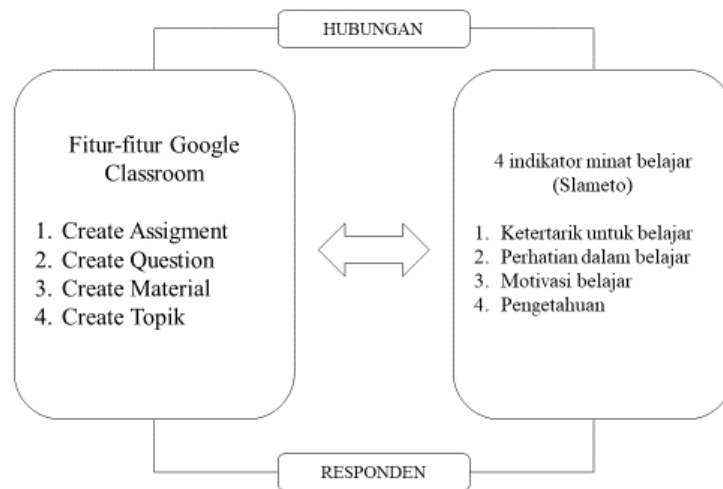 HUBUNGAN
Fitur-fitur Google
Classroom
1. Create Assigment
2. Create Question
3. Create Material
4. Create Topik
4 indikator minat belajar
(Slameto)
1. Ketertarik untuk belajar
2. Perhatian dalam belajar
3. Motivasi belajar
4. Pengetahuan
RESPONDEN